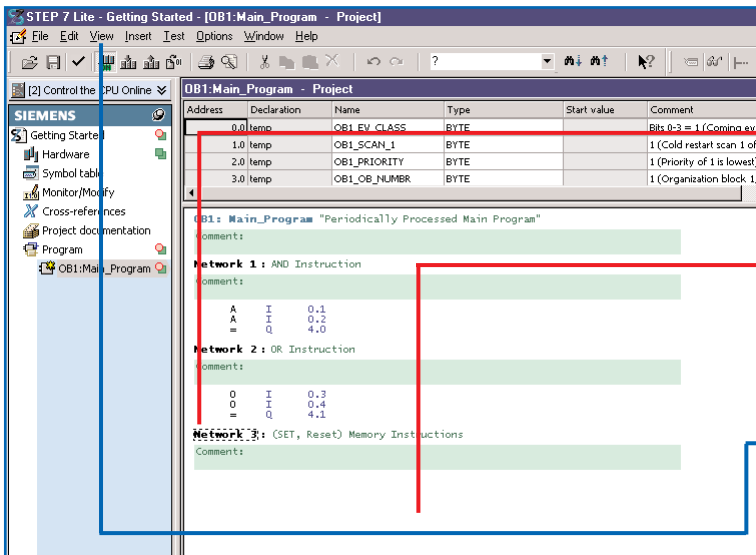 STEP 7 Lite - Getting Started - [OB1:Main_Program - Project]
File Edit View Insert Test Options Window Help
?
[2] Control the CPU Online
OB1:Main_Program - Project
SIEMENS
Getting Started
Hardware
Symbol table
Monitor/Modify
Cross-references
Project documentation
Program
OB1:Main_Program
Address Declaration Name Type Start value Comment
0.0 temp OB1_EV_CLASS BYTE Bits 0-3 = 1 (Coming ev
1.0 temp OB1_SCAN_1 BYTE 1 (Cold restart scan 1 of
2.0 temp OB1_PRIORITY BYTE 1 (Priority of 1 is lowest)
3.0 temp OB1_OB_NUMBR BYTE 1 (Organization block 1,
OB1: Main_Program "Periodically Processed Main Program"
Comment:
Network 1 : AND Instruction
Comment:
A I 0.1
A I 0.2
= Q 4.0
Network 2 : OR Instruction
Comment:
O I 0.3
O I 0.4
= Q 4.1
Network 3 : (SET, Reset) Memory Instructions
Comment: